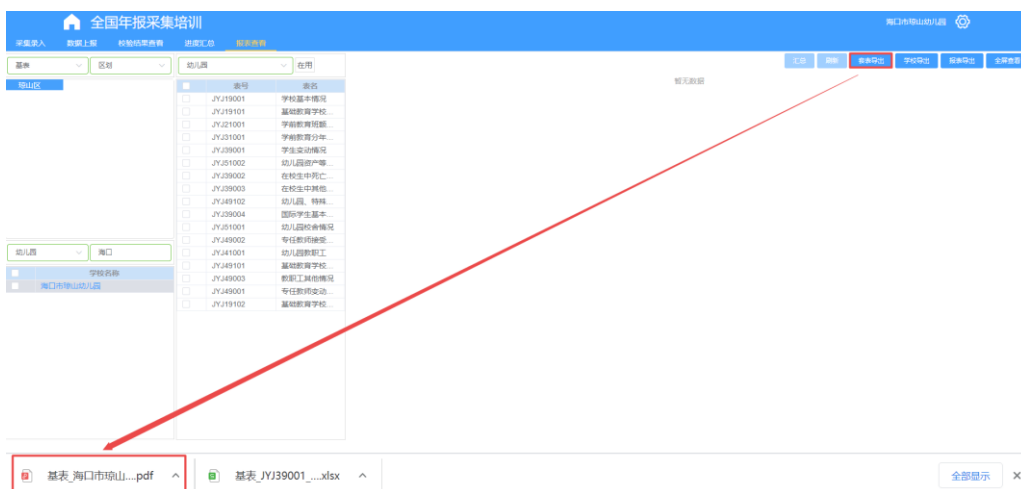 全国年报采集培训
海口市琼山幼儿园
采集录入 数据上报 校验结果查看 进度汇总 报表查看
基表 区划 幼儿园 在用
汇总 刷新 套表导出 学校导出 报表导出 全屏查看
琼山区
暂无数据
表号 表名
JYJ19001 学校基本情况
JYJ19101 基础教育学校...
JYJ21001 学前教育班额...
JYJ31001 学前教育分年...
JYJ39001 学生变动情况
JYJ51002 幼儿园资产等...
JYJ39002 在校生中死亡...
JYJ39003 在校生中其他...
JYJ49102 幼儿园、特殊...
JYJ39004 国际学生基本...
JYJ51001 幼儿园校舍情况
JYJ49002 专任教师接受...
JYJ41001 幼儿园教职工
JYJ49101 基础教育学校...
JYJ49003 教职工其他情况
JYJ49001 专任教师变动...
JYJ19102 基础教育学校...
幼儿园 海口
学校名称
海口市琼山幼儿园
基表_海口市琼山....pdf
基表_JYJ39001_....xlsx
全部显示